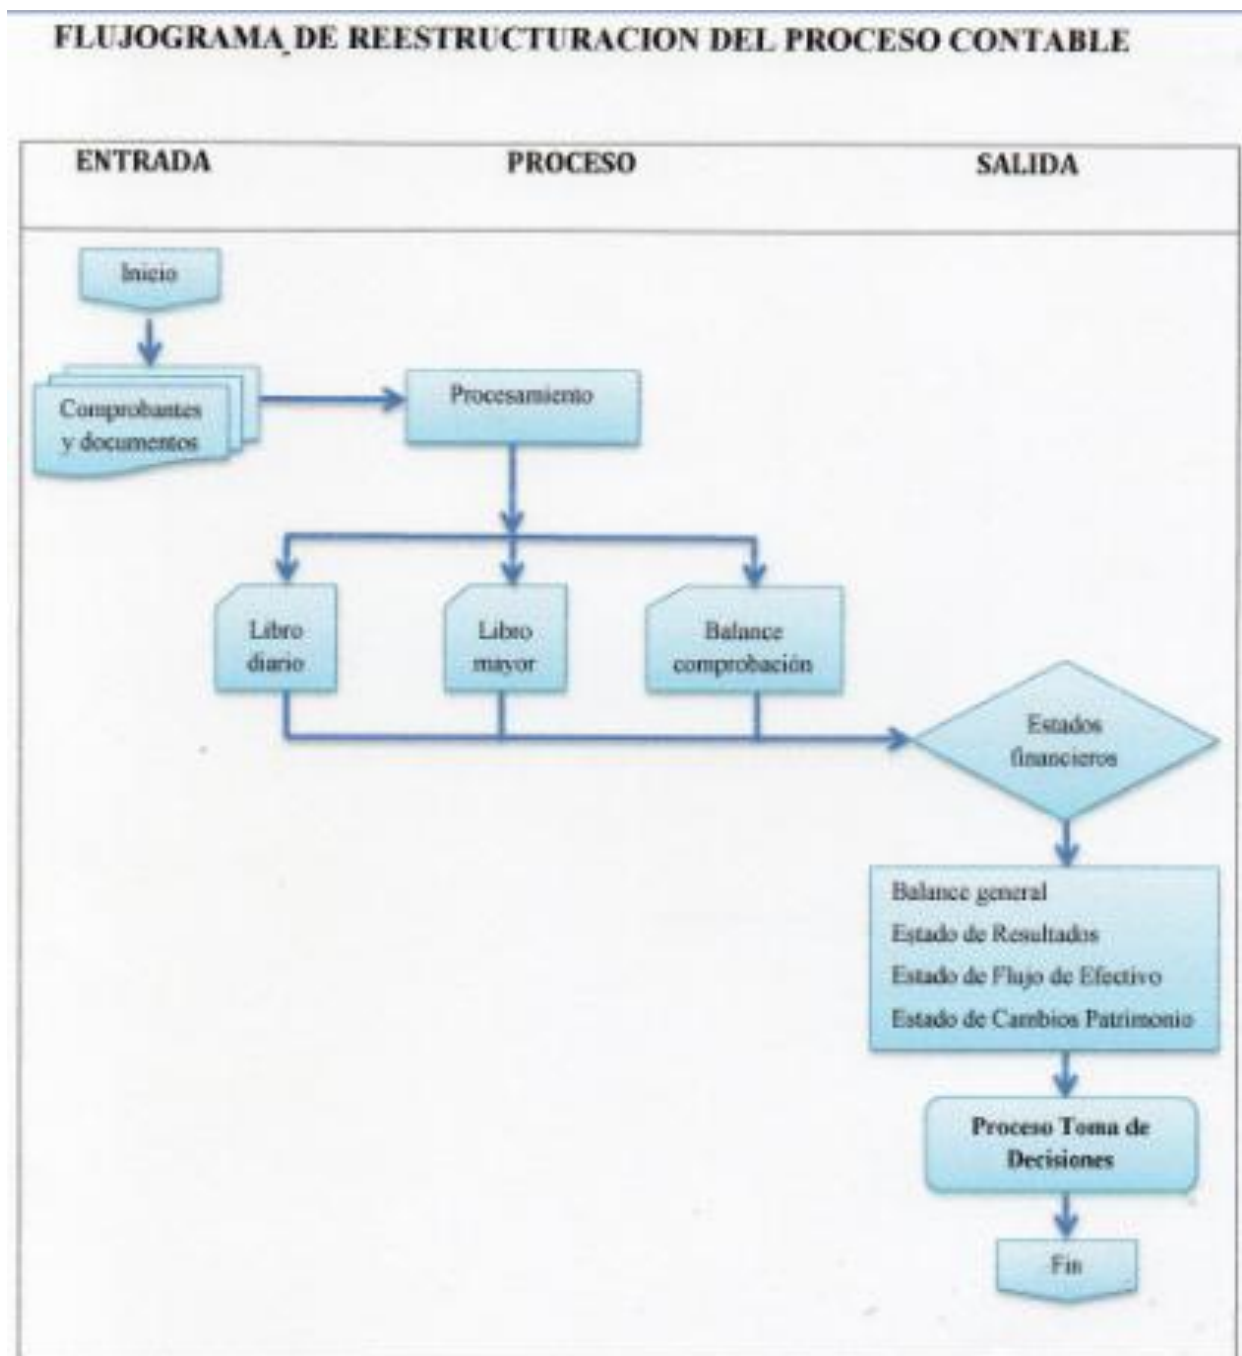 FLUJOGRAMA DE REESTRUCTURACION DEL PROCESO CONTABLE
ENTRADA
PROCESO
SALIDA
Inicio
Comprobantes
y documentos
Procesamiento
Libro
diario
Libro
mayor
Balance
comprobación
Estados
financieros
Balance general
Estado de Resultados
Estado de Flujo de Efectivo
Estado de Cambios Patrimonio
Proceso Toma de
Decisiones
Fin